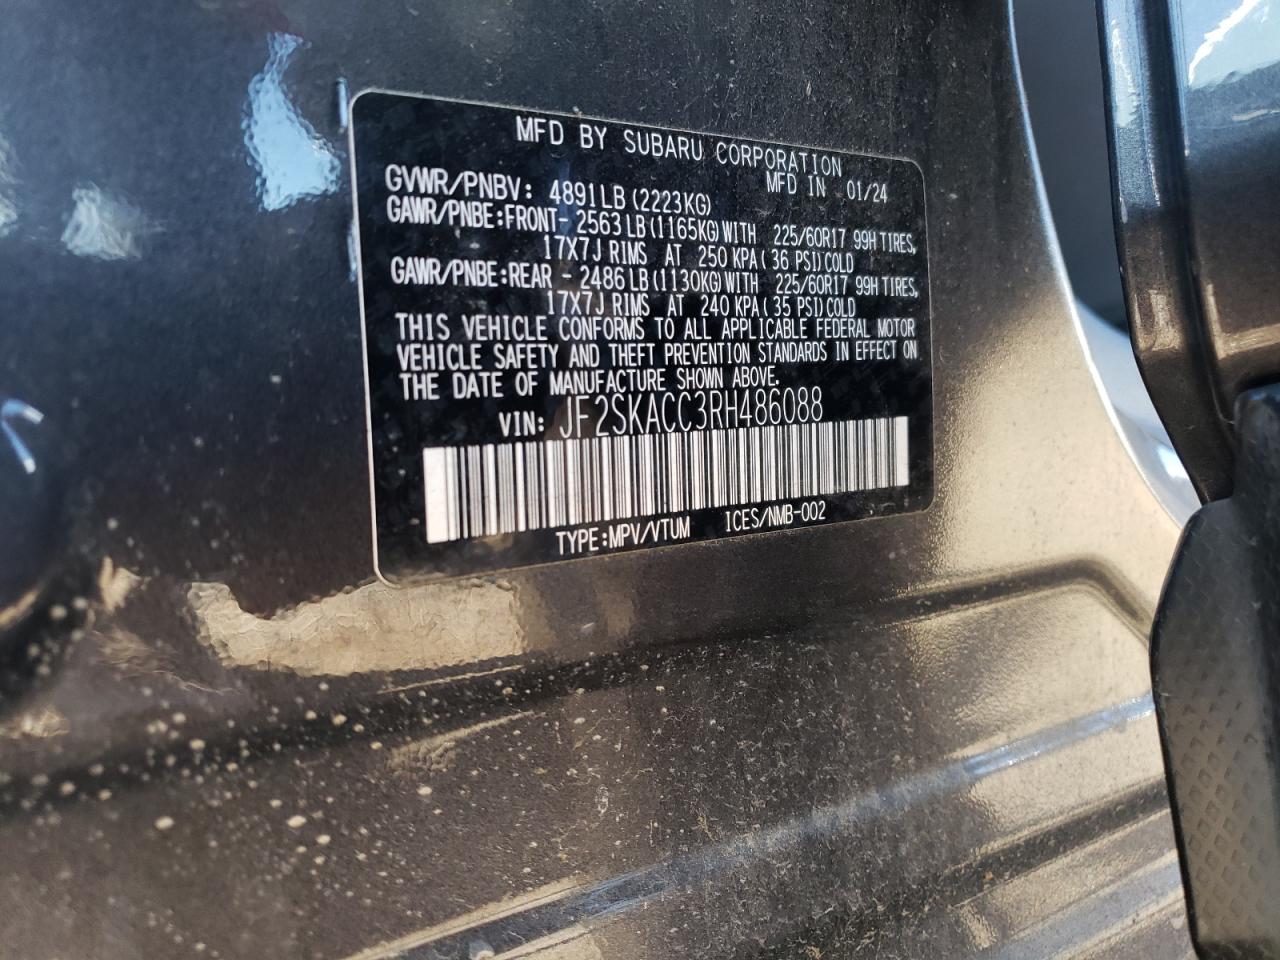 MFD BY SUBARU CORPORATION
MFD IN 01/24
GVWR/PNBV: 4891LB(2223KG)
GAWR/PNBE:FRONT- 2563LB(1165KG)WITH 225/60R17 99H TIRES,
17X7J RIMS AT 250 KPA( 36 PSI)COLD
GAWR/PNBE:REAR - 2486LB(1130KG)WITH 225/60R17 99H TIRES,
17X7J RIMS AT 240 KPA( 35 PSI)COLD
THIS VEHICLE CONFORMS TO ALL APPLICABLE FEDERAL MOTOR
VEHICLE SAFETY AND THEFT PREVENTION STANDARDS IN EFFECT ON
THE DATE OF MANUFACTURE SHOWN ABOVE.
VIN: JF2SKACC3RH486088
TYPE:MPV/VTUM ICES/NMB-002